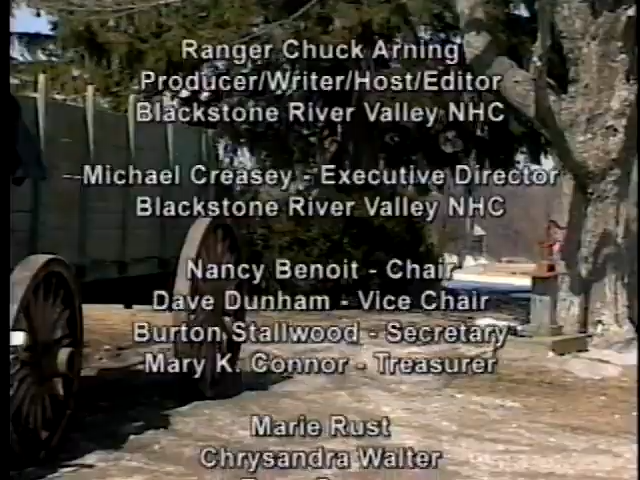 Ranger Chuck Arning
Producer/Writer/Host/Editor
Blackstone River Valley NHC
Michael Creasey - Executive Director
Blackstone River Valley NHC
Nancy Benoit - Chair
Dave Dunham - Vice Chair
Burton Stallwood - Secretary
Mary K. Connor - Treasurer
Marie Rust
Chrysandra Walter